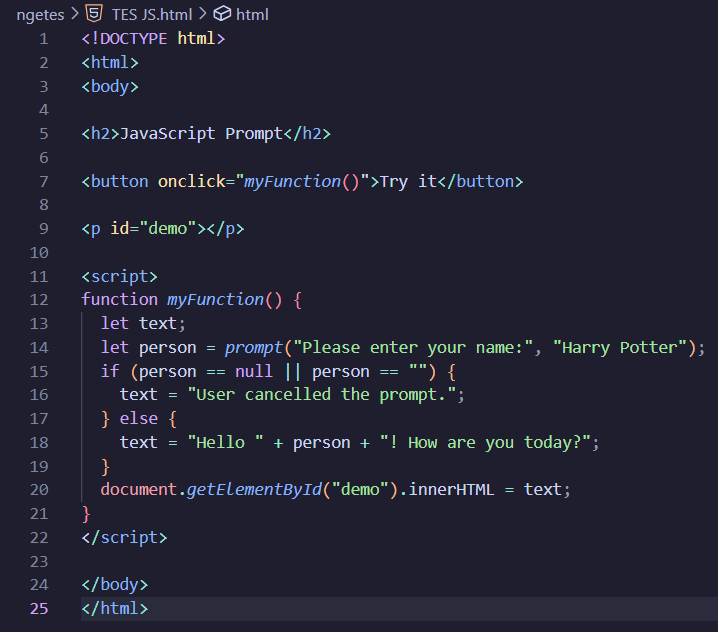 ngetes > TES JS.html > html
1 <!DOCTYPE html>
2 <html>
3 <body>
4
5 <h2>JavaScript Prompt</h2>
6
7 <button onclick="myFunction()">Try it</button>
8
9 <p id="demo"></p>
10
11 <script>
12 function myFunction() {
13   let text;
14   let person = prompt("Please enter your name:", "Harry Potter");
15   if (person == null || person == "") {
16     text = "User cancelled the prompt.";
17   } else {
18     text = "Hello " + person + "! How are you today?";
19   }
20   document.getElementById("demo").innerHTML = text;
21 }
22 </script>
23
24 </body>
25 </html>